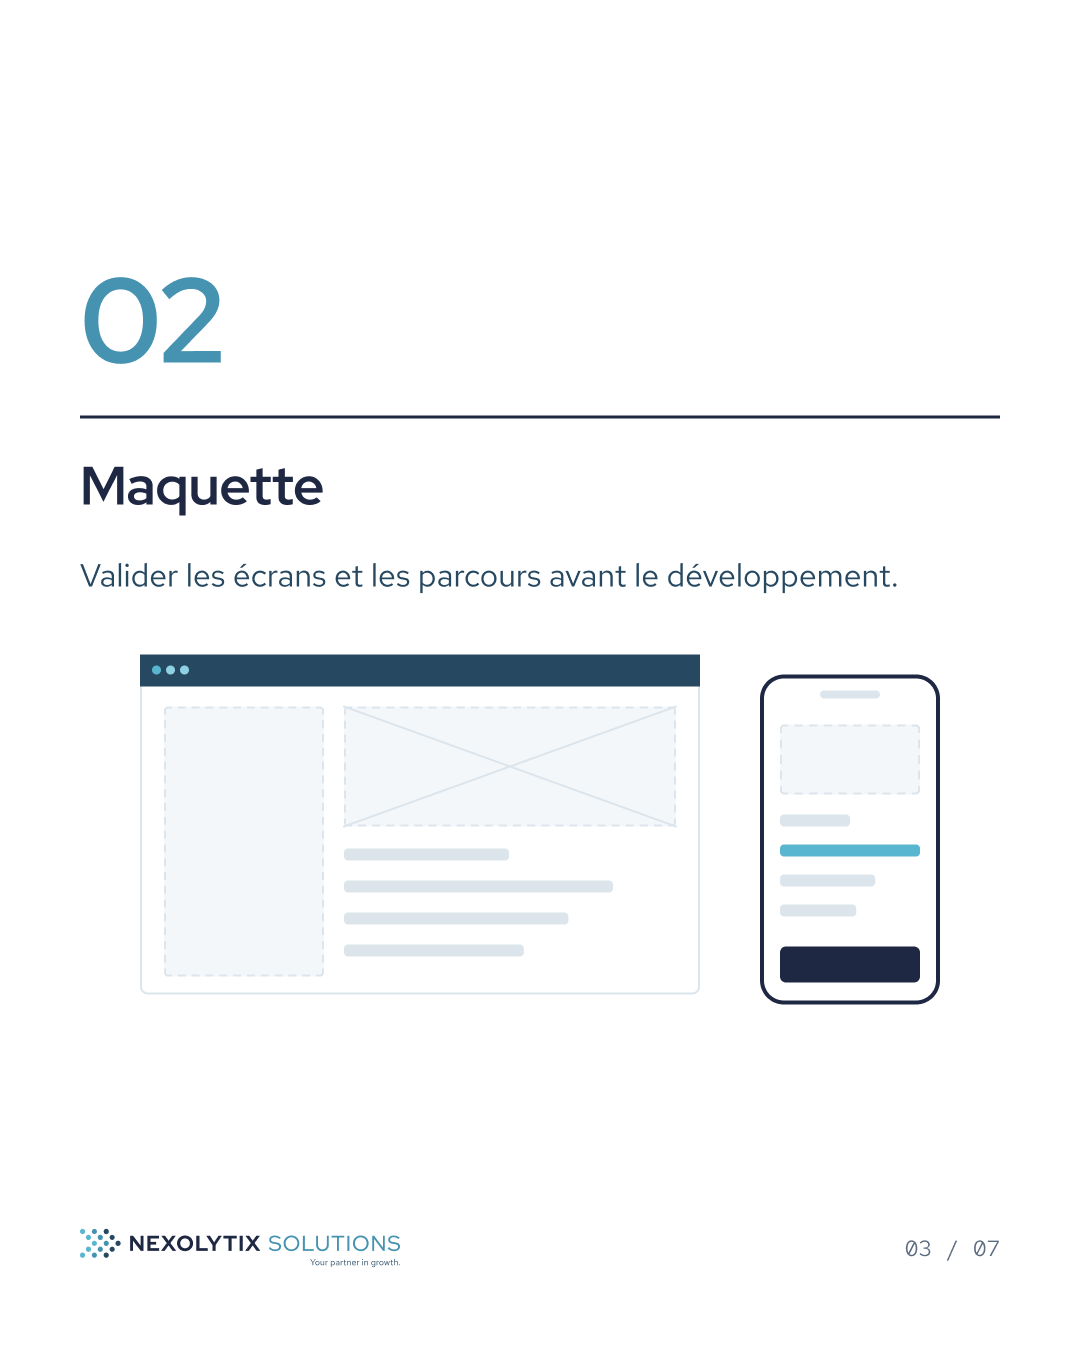 02
Maquette
Valider les écrans et les parcours avant le développement.
NEXOLYTIX SOLUTIONS
Your partner in growth.
03 / 07